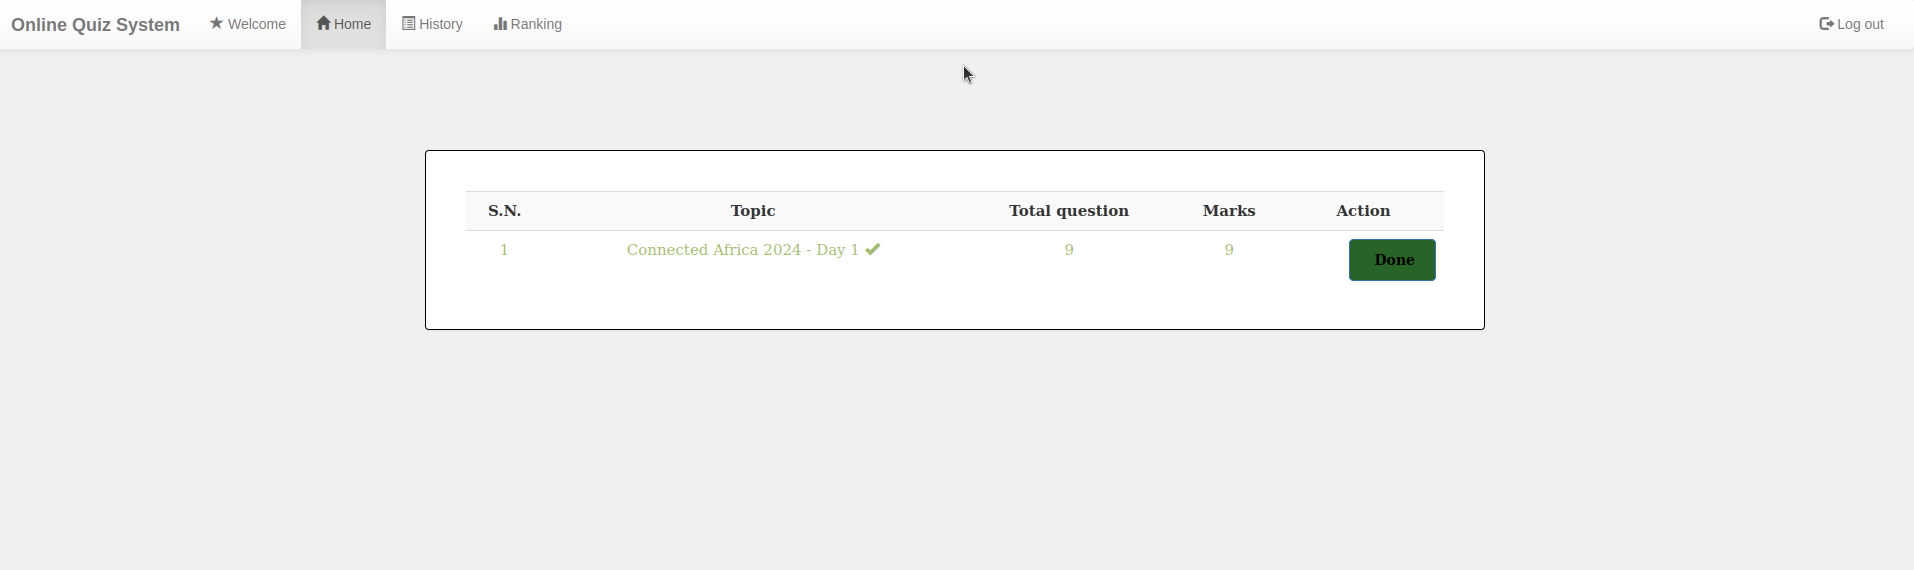 Online Quiz System Welcome Home History Ranking Log out
S.N. Topic Total question Marks Action
1 Connected Africa 2024 - Day 1 9 9 Done